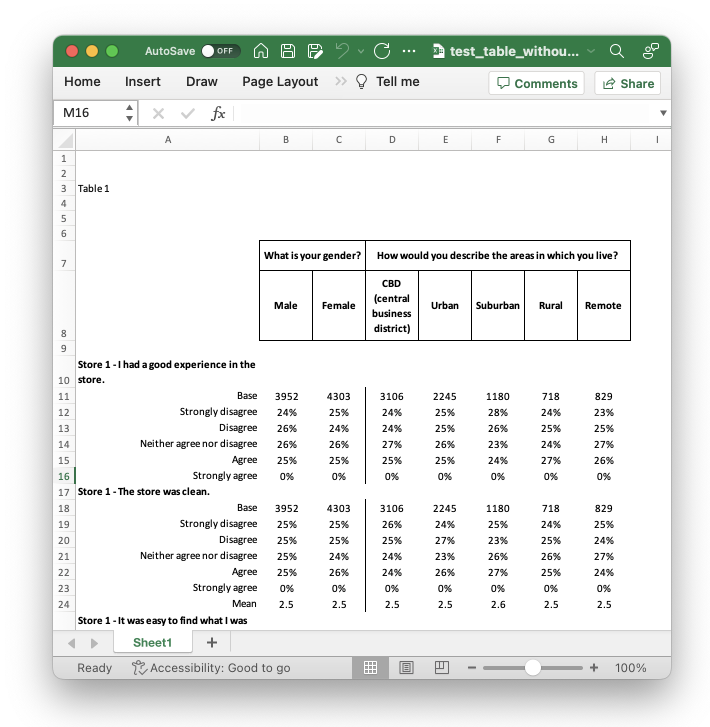 AutoSave OFF test_table_withou...
Home Insert Draw Page Layout Tell me Comments Share
M16 fx
A B C D E F G H I
1
2
3 Table 1
4
5
6
7 What is your gender? How would you describe the areas in which you live?
8 Male Female CBD (central business district) Urban Suburban Rural Remote
9
10 Store 1 - I had a good experience in the store.
11 Base 3952 4303 3106 2245 1180 718 829
12 Strongly disagree 24% 25% 24% 25% 28% 24% 23%
13 Disagree 26% 24% 24% 25% 26% 25% 25%
14 Neither agree nor disagree 26% 26% 27% 26% 23% 24% 27%
15 Agree 25% 25% 25% 25% 24% 27% 26%
16 Strongly agree 0% 0% 0% 0% 0% 0% 0%
17 Store 1 - The store was clean.
18 Base 3952 4303 3106 2245 1180 718 829
19 Strongly disagree 25% 25% 26% 24% 25% 24% 25%
20 Disagree 25% 25% 25% 27% 23% 25% 24%
21 Neither agree nor disagree 25% 24% 24% 23% 26% 26% 27%
22 Agree 25% 26% 24% 26% 27% 25% 24%
23 Strongly agree 0% 0% 0% 0% 0% 0% 0%
24 Mean 2.5 2.5 2.5 2.5 2.6 2.5 2.5
Store 1 - It was easy to find what I was
Sheet1 +
Ready Accessibility: Good to go 100%